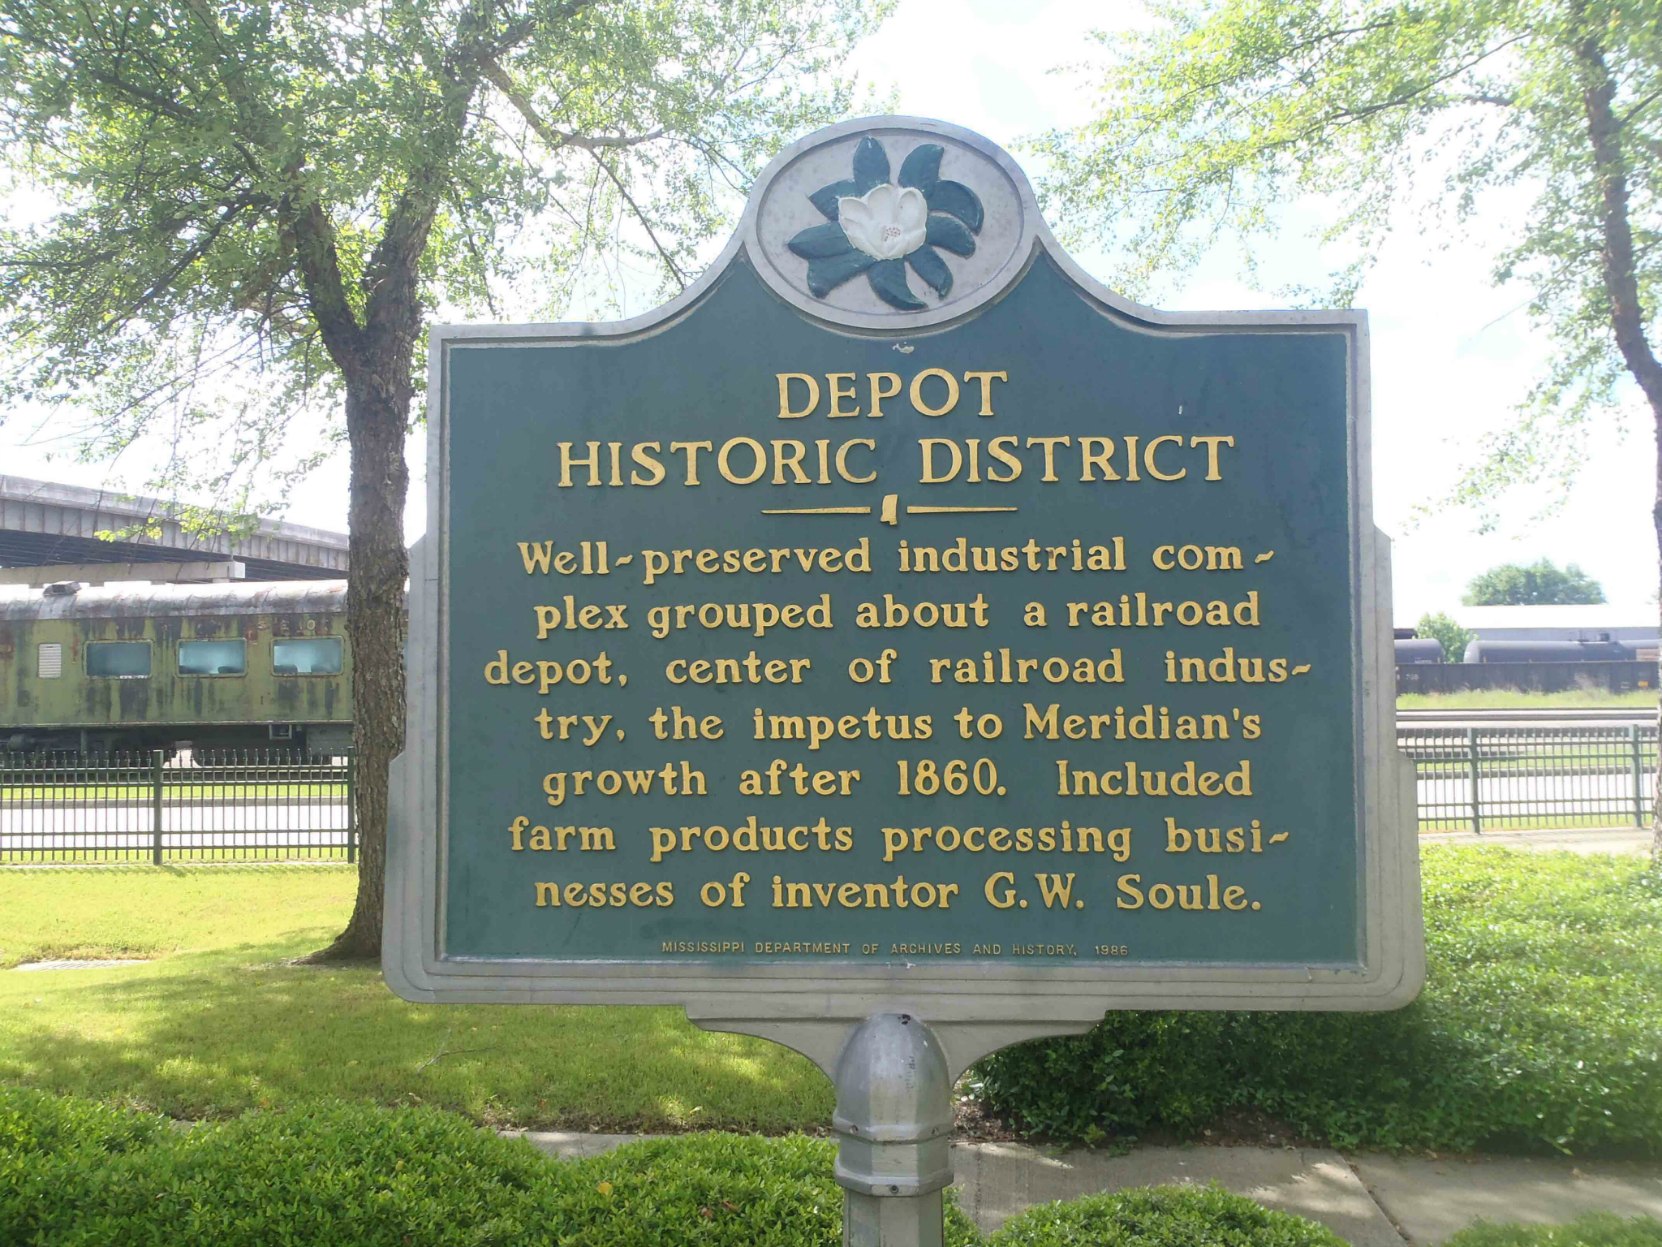 DEPOT
HISTORIC DISTRICT
Well-preserved industrial com-
plex grouped about a railroad
depot, center of railroad indus-
try, the impetus to Meridian's
growth after 1860. Included
farm products processing busi-
nesses of inventor G.W. Soule.
MISSISSIPPI DEPARTMENT OF ARCHIVES AND HISTORY, 1986